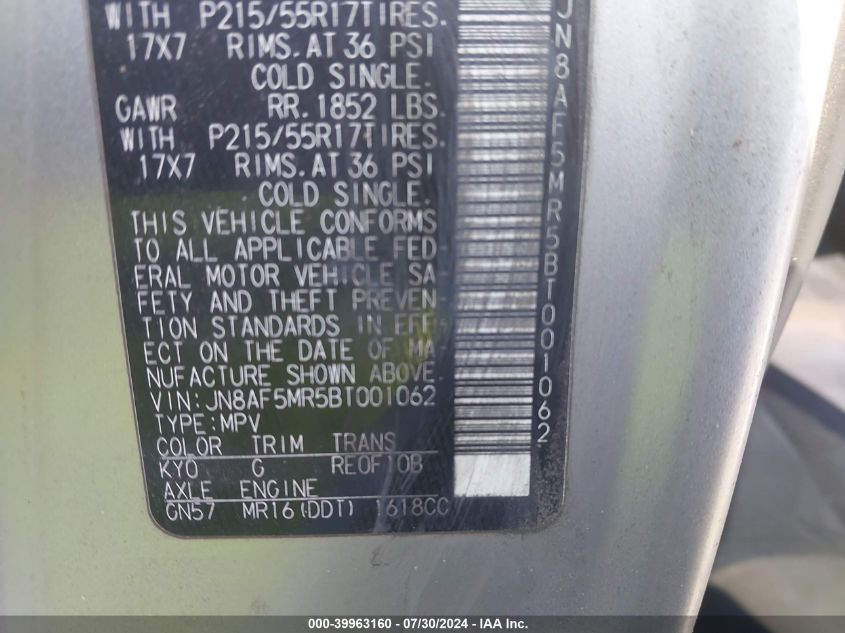 WITH P215/55R17TIRES.
17X7 RIMS.AT 36 PSI
COLD SINGLE.
GAWR RR. 1852 LBS.
WITH P215/55R17TIRES.
17X7 RIMS.AT 36 PSI
COLD SINGLE.
THIS VEHICLE CONFORMS
TO ALL APPLICABLE FED
ERAL MOTOR VEHICLE SA
FETY AND THEFT PREVEN
TION STANDARDS IN EFF
ECT ON THE DATE OF MA
NUFACTURE SHOWN ABOVE.
VIN:JN8AF5MR5BT001062
TYPE:MPV
COLOR TRIM TRANS
KY0 G RE0F10B
AXLE ENGINE
GN57 MR16(DDT) 1618CC
JN8AF5MR5BT001062
000-39963160 - 07/30/2024 - IAA Inc.